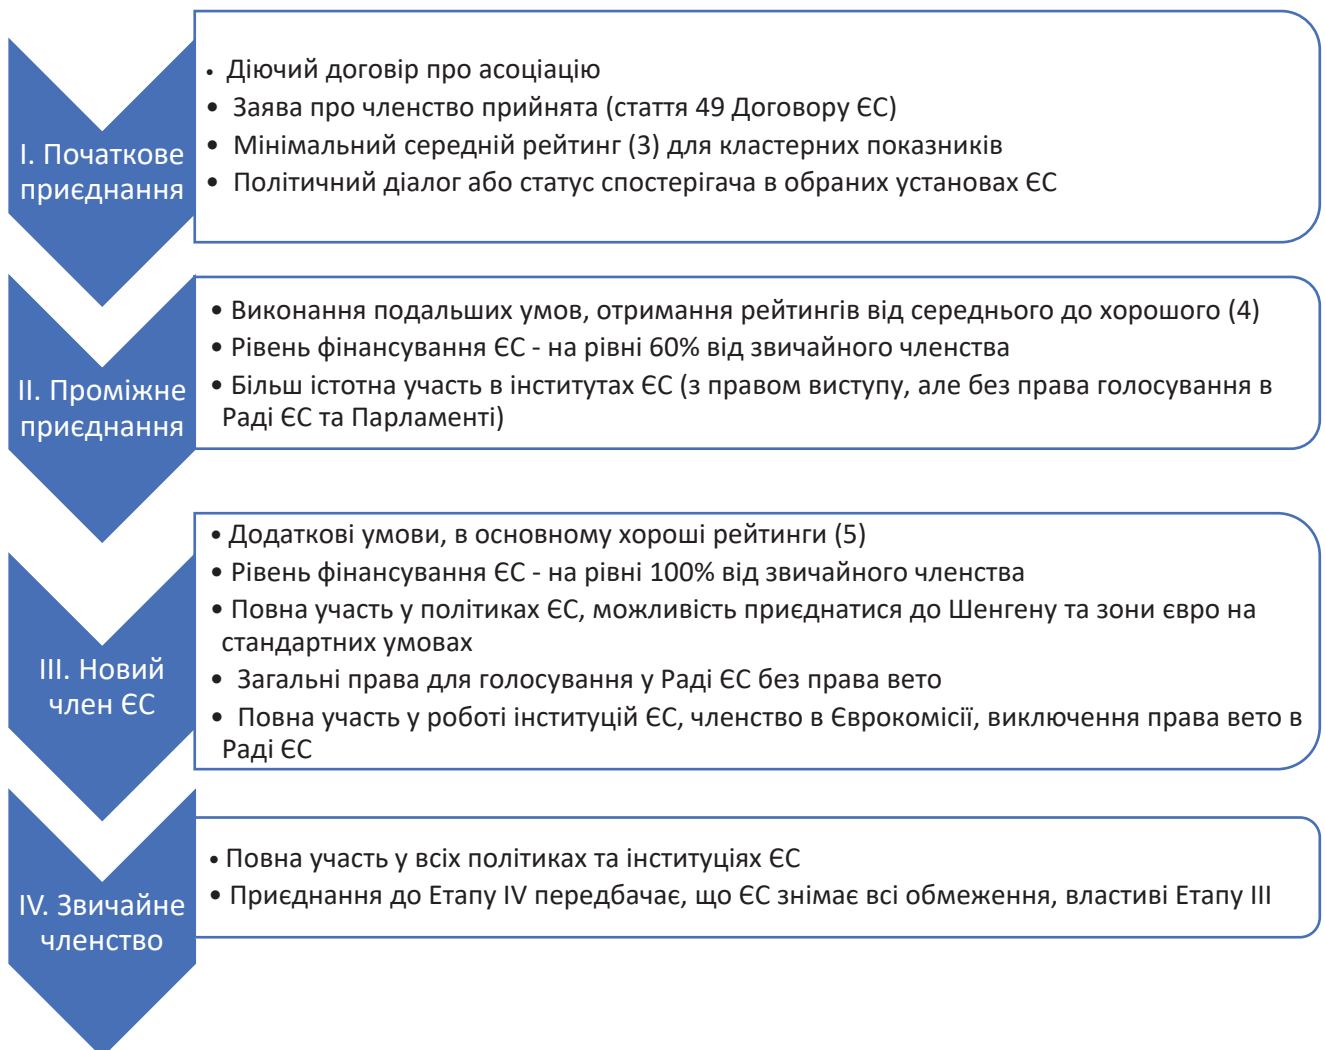 I. Початкове
приєднання
• Діючий договір про асоціацію
• Заява про членство прийнята (стаття 49 Договору ЄС)
• Мінімальний середній рейтинг (3) для кластерних показників
• Політичний діалог або статус спостерігача в обраних установах ЄС
II. Проміжне
приєднання
• Виконання подальших умов, отримання рейтингів від середнього до хорошого (4)
• Рівень фінансування ЄС - на рівні 60% від звичайного членства
• Більш істотна участь в інститутах ЄС (з правом виступу, але без права голосування в
Раді ЄС та Парламенті)
III. Новий
член ЄС
• Додаткові умови, в основному хороші рейтинги (5)
• Рівень фінансування ЄС - на рівні 100% від звичайного членства
• Повна участь у політиках ЄС, можливість приєднатися до Шенгену та зони євро на
стандартних умовах
• Загальні права для голосування у Раді ЄС без права вето
• Повна участь у роботі інституцій ЄС, членство в Єврокомісії, виключення права вето в
Раді ЄС
IV. Звичайне
членство
• Повна участь у всіх політиках та інституціях ЄС
• Приєднання до Етапу IV передбачає, що ЄС знімає всі обмеження, властиві Етапу III